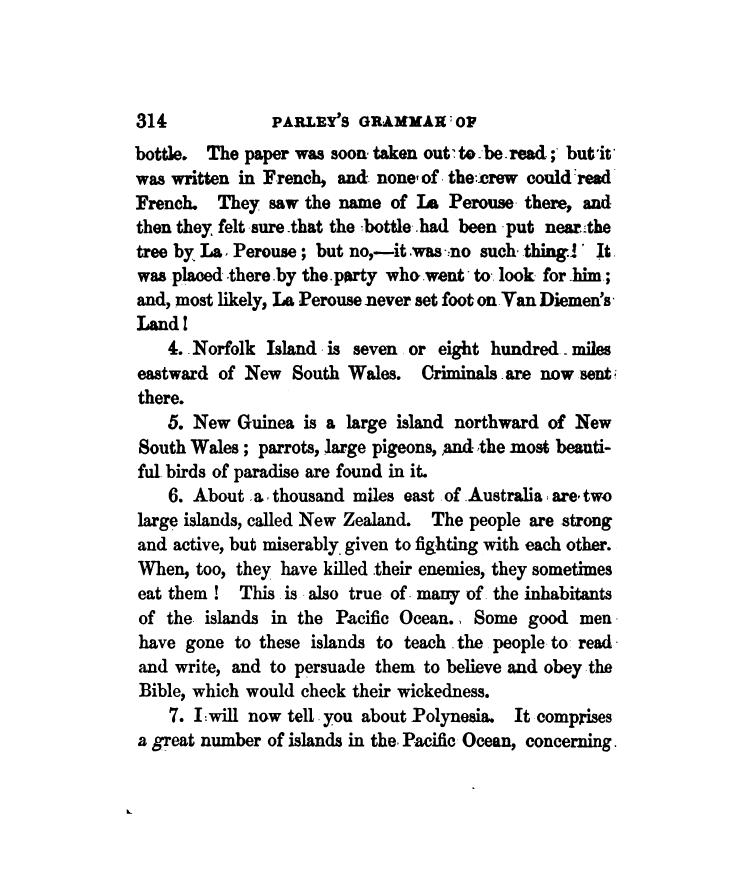 314 PARLEY'S GRAMMAR OF
bottle. The paper was soon taken out to be read; but it
was written in French, and none of the crew could read
French. They saw the name of La Perouse there, and
then they felt sure that the bottle had been put near the
tree by La Perouse; but no,—it was no such thing! It
was placed there by the party who went to look for him;
and, most likely, La Perouse never set foot on Van Diemen's
Land!
4. Norfolk Island is seven or eight hundred miles
eastward of New South Wales. Criminals are now sent
there.
5. New Guinea is a large island northward of New
South Wales; parrots, large pigeons, and the most beauti-
ful birds of paradise are found in it.
6. About a thousand miles east of Australia are two
large islands, called New Zealand. The people are strong
and active, but miserably given to fighting with each other.
When, too, they have killed their enemies, they sometimes
eat them! This is also true of many of the inhabitants
of the islands in the Pacific Ocean. Some good men
have gone to these islands to teach the people to read
and write, and to persuade them to believe and obey the
Bible, which would check their wickedness.
7. I will now tell you about Polynesia. It comprises
a great number of islands in the Pacific Ocean, concerning